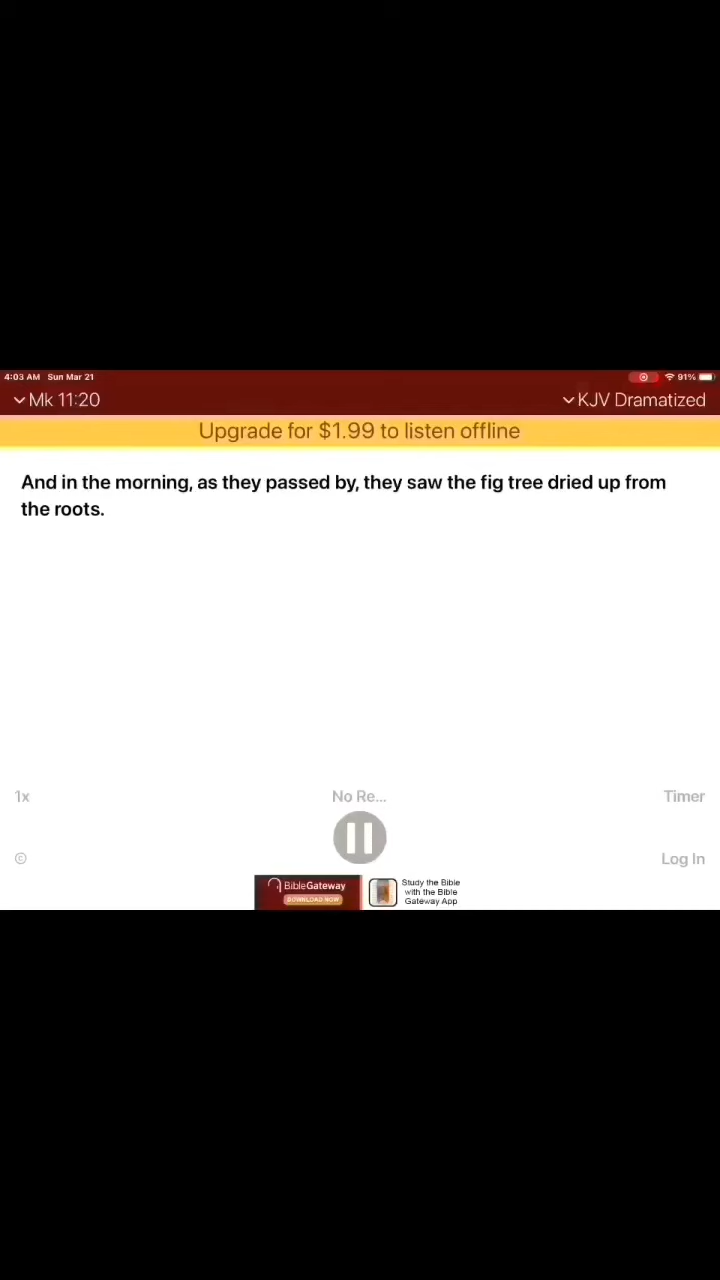 4:03 AM Sun Mar 21
91%
Mk 11:20
KJV Dramatized
Upgrade for $1.99 to listen offline
And in the morning, as they passed by, they saw the fig tree dried up from
the roots.
1x
No Re...
Timer
©
Log In
BibleGateway
DOWNLOAD NOW
Study the Bible
with the Bible
Gateway App